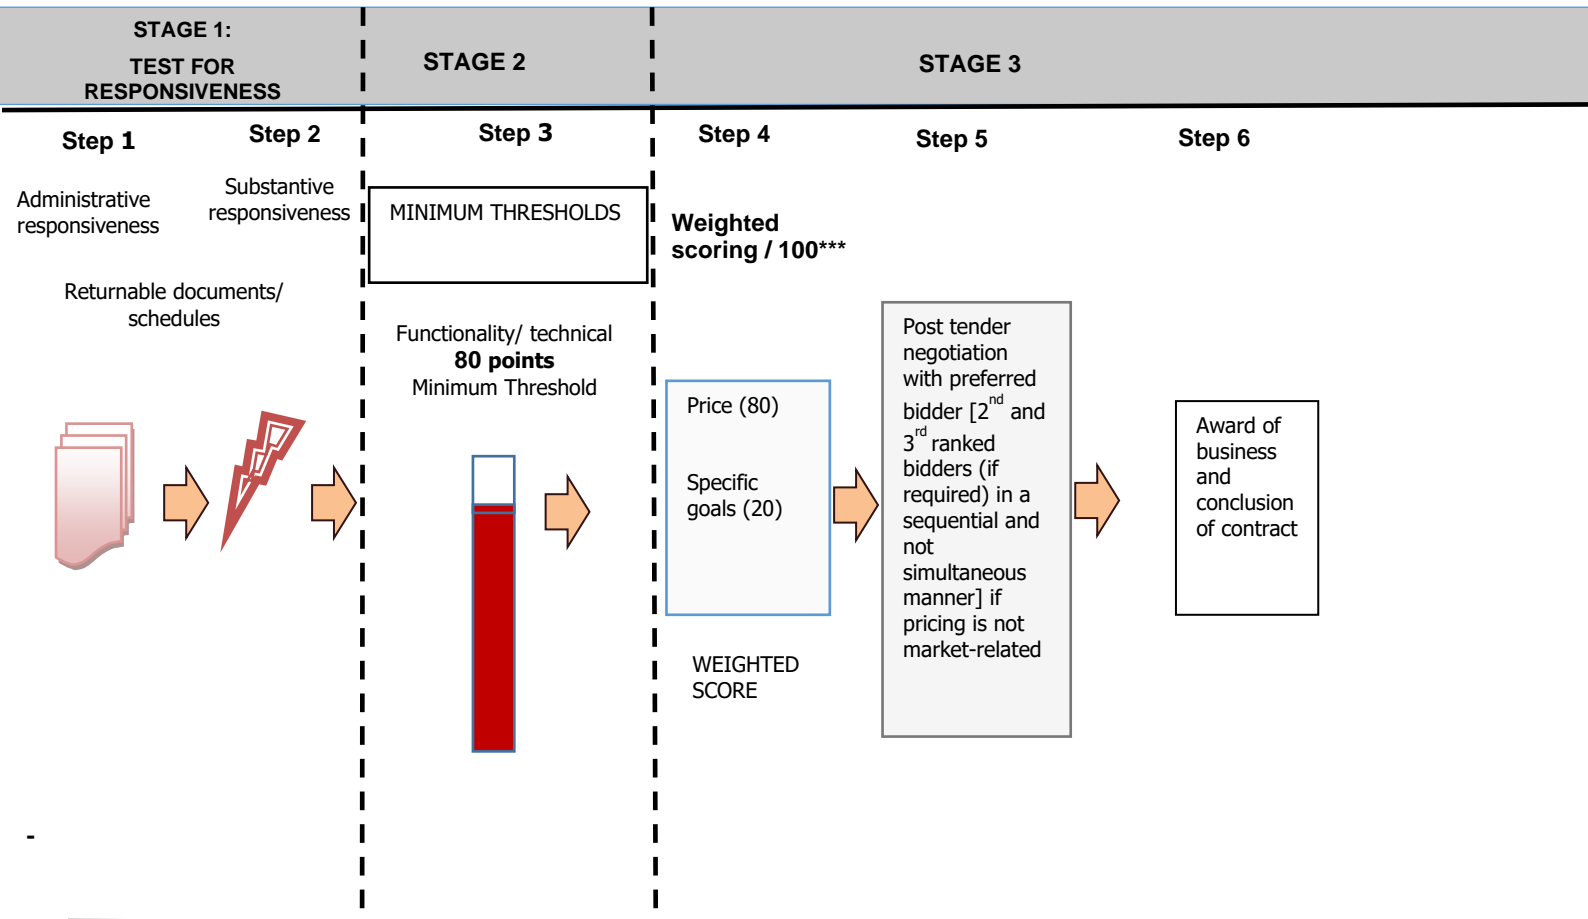 STAGE 1:
TEST FOR
RESPONSIVENESS
STAGE 2
STAGE 3
Step 1
Step 2
Step 3
Step 4
Step 5
Step 6
Administrative
responsiveness
Substantive
responsiveness
Returnable documents/
schedules
MINIMUM THRESHOLDS
Functionality/ technical
80 points
Minimum Threshold
Weighted
scoring / 100***
Price (80)
Specific
goals (20)
WEIGHTED
SCORE
Post tender
negotiation
with preferred
bidder [2nd and
3rd ranked
bidders (if
required) in a
sequential and
not
simultaneous
manner] if
pricing is not
market-related
Award of
business
and
conclusion
of contract
-